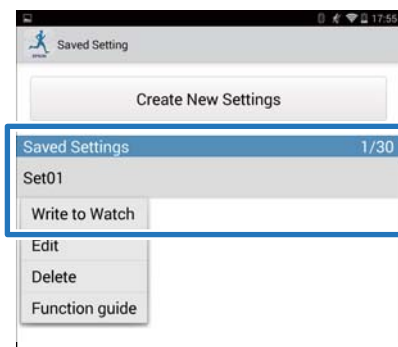 17:55
Saved Setting
Create New Settings
Saved Settings 1/30
Set01
Write to Watch
Edit
Delete
Function guide